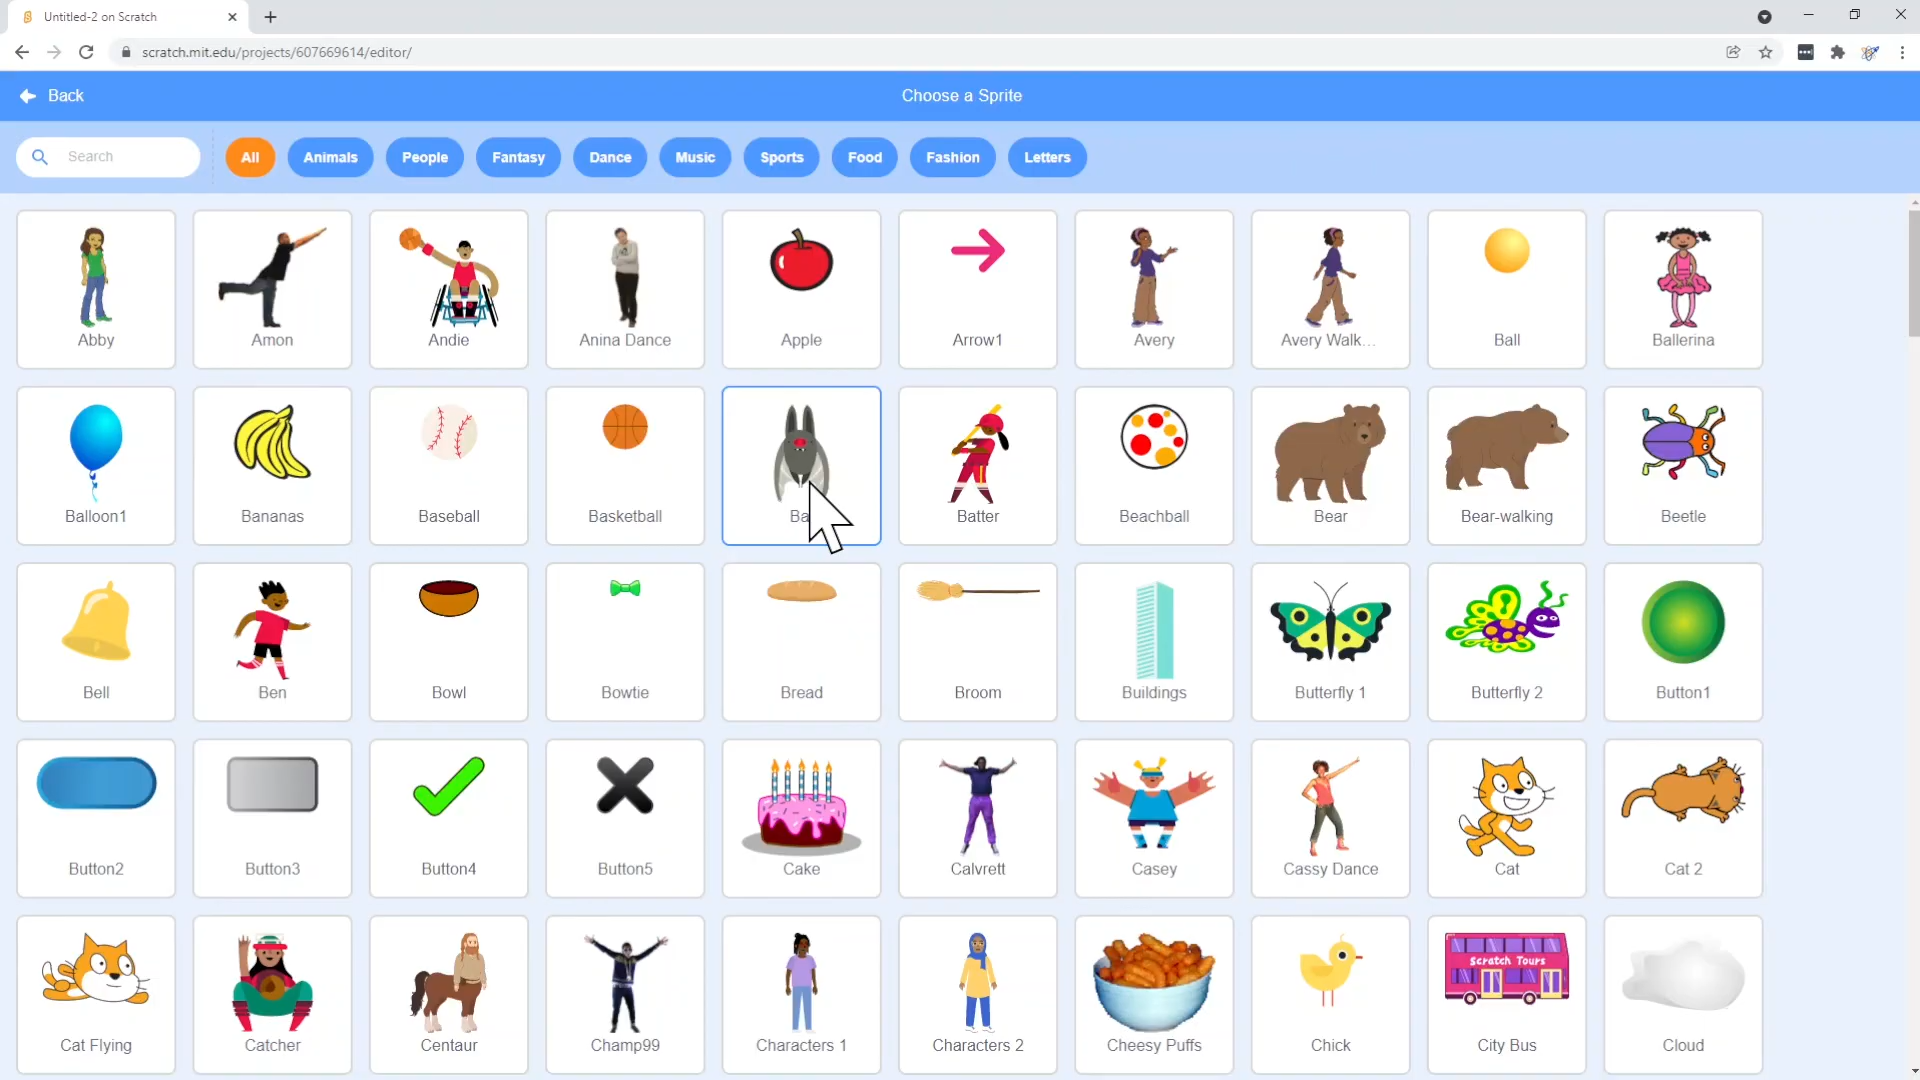 Untitled-2 on Scratch
scratch.mit.edu/projects/607669614/editor/
Back
Choose a Sprite
Search
All
Animals
People
Fantasy
Dance
Music
Sports
Food
Fashion
Letters
Abby
Amon
Andie
Anina Dance
Apple
Arrow1
Avery
Avery Walk...
Ball
Ballerina
Balloon1
Bananas
Baseball
Basketball
Batter
Beachball
Bear
Bear-walking
Beetle
Bell
Ben
Bowl
Bowtie
Bread
Broom
Buildings
Butterfly 1
Butterfly 2
Button1
Button2
Button3
Button4
Button5
Cake
Calvrett
Casey
Cassy Dance
Cat
Cat 2
Scratch Tours
Cat Flying
Catcher
Centaur
Champ99
Characters 1
Characters 2
Cheesy Puffs
Chick
City Bus
Cloud